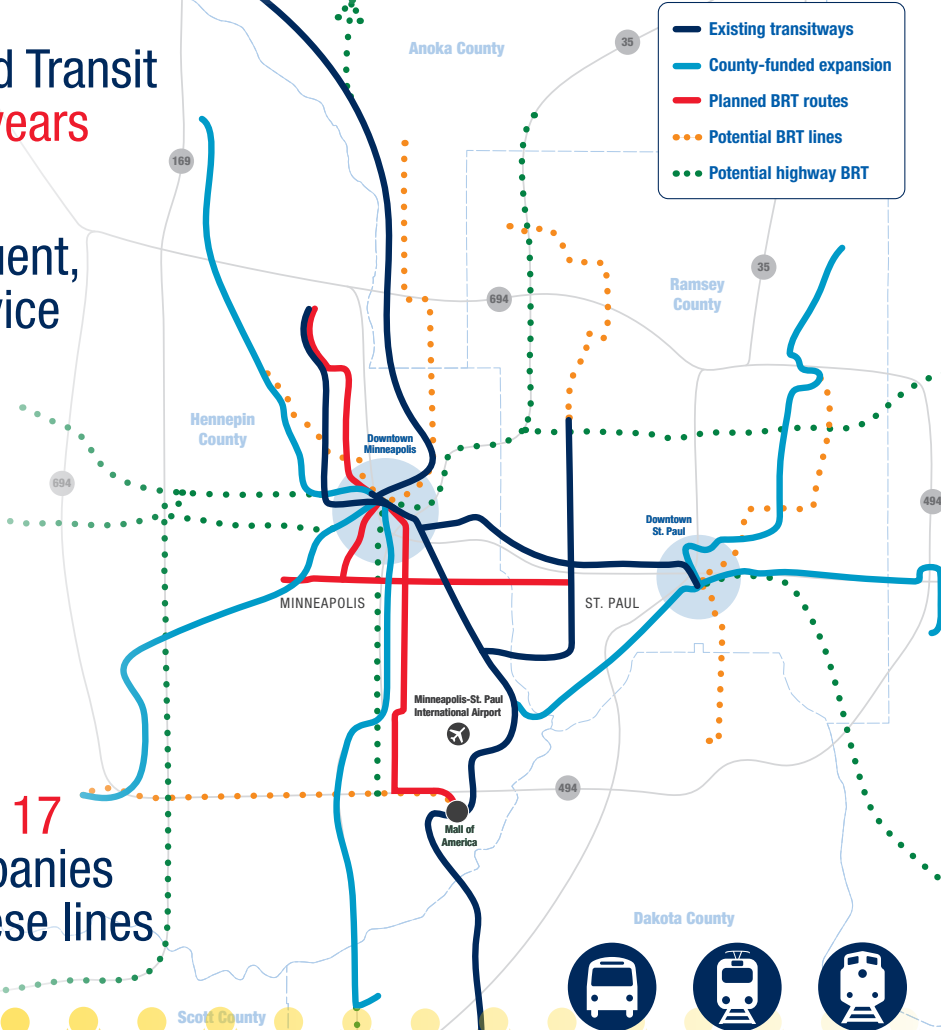 d Transit
years
uent,
vice
17
panies
ese lines
Existing transitways
County-funded expansion
Planned BRT routes
Potential BRT lines
Potential highway BRT
Anoka County
35
169
694
35
Ramsey
County
Hennepin
County
Downtown
Minneapolis
694
494
Downtown
St. Paul
MINNEAPOLIS
ST. PAUL
Minneapolis-St. Paul
International Airport
494
Mall of
America
Dakota County
Scott County